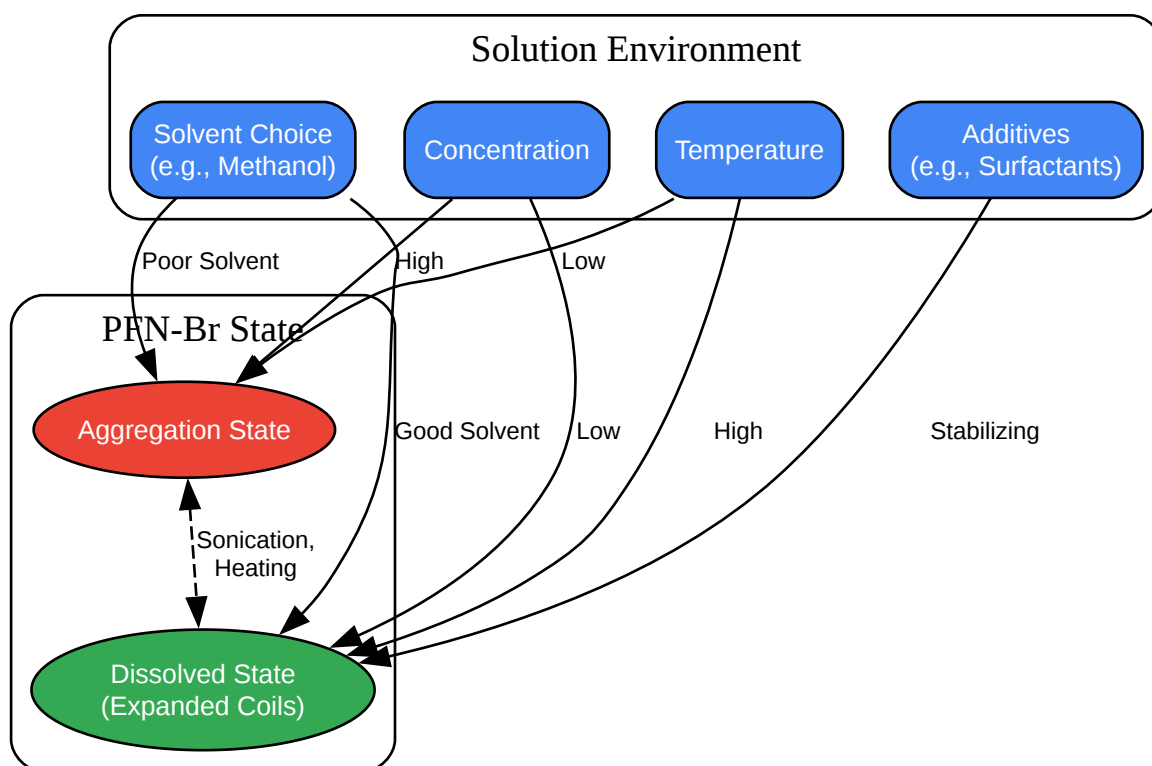 Solution Environment
Solvent Choice
(e.g., Methanol)
Concentration
Temperature
Additives
(e.g., Surfactants)
Poor Solvent
High
Low
PFN-Br State
Aggregation State
Good Solvent
Low
High
Stabilizing
Sonication,
Heating
Dissolved State
(Expanded Coils)